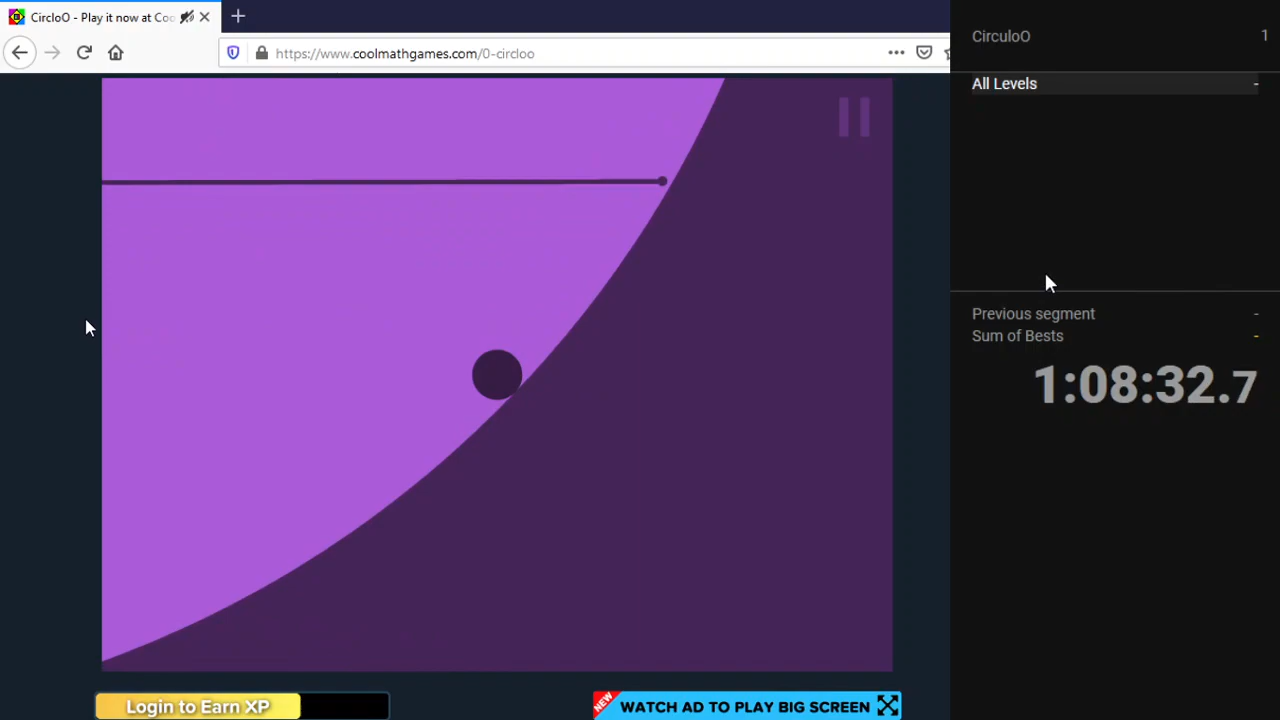 CircloO - Play it now at Coo
https://www.coolmathgames.com/0-circloo
CirculoO 1
All Levels -
Previous segment -
Sum of Bests -
1:08:32.7
Login to Earn XP
NEW WATCH AD TO PLAY BIG SCREEN